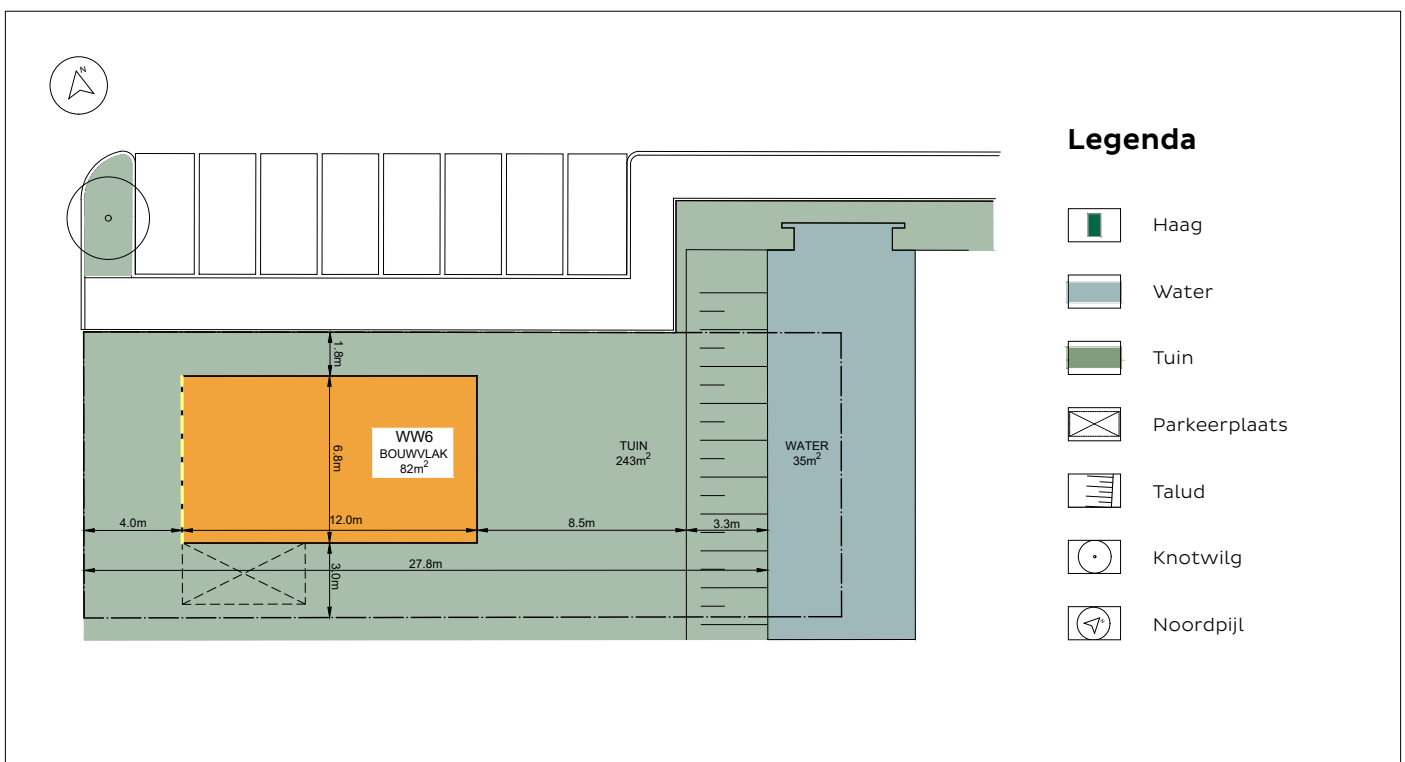 N
Legenda
Haag
Water
Tuin
Parkeerplaats
Talud
Knotwilg
Noordpijl
1.8m
6.8m
WW6
BOUWVLAK
82m²
TUIN
243m²
WATER
35m²
4.0m
12.0m
8.5m
3.3m
27.8m
3.0m